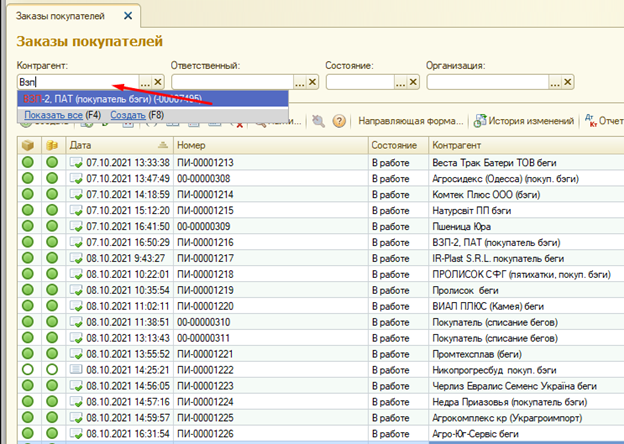 Заказы покупателей
Заказы покупателей
Контрагент: Ответственный: Состояние: Организация:
Взп
ВЗП-2, ПАТ (покупатель бэги) (-00007495)
Показать все (F4) Создать (F8)
Направляющая форма... История изменений Отчет
Дата Номер Состояние Контрагент
07.10.2021 13:33:38 ПИ-00001213 В работе Веста Трак Батери ТОВ беги
07.10.2021 13:47:49 00-00000308 В работе Агросидекс (Одесса) (покуп. бэги)
07.10.2021 14:18:59 ПИ-00001214 В работе Комтек Плюс ООО (бэги)
07.10.2021 15:12:20 ПИ-00001215 В работе Натурсвіт ПП бэги
07.10.2021 16:41:50 00-00000309 В работе Пшеница Юра
07.10.2021 16:50:29 ПИ-00001216 В работе ВЗП-2, ПАТ (покупатель бэги)
08.10.2021 9:43:27 ПИ-00001217 В работе IR-Plast S.R.L. покупатель беги
08.10.2021 10:22:01 ПИ-00001218 В работе ПРОЛИСОК СФГ (пятихатки, покуп. бэги)
08.10.2021 10:35:54 ПИ-00001219 В работе Пролисок беги
08.10.2021 11:02:11 ПИ-00001220 В работе ВИАЛ ПЛЮС (Камея) беги
08.10.2021 11:38:51 00-00000310 В работе Покупатель (списание бегов)
08.10.2021 13:13:43 00-00000311 В работе Покупатель (списание бегов)
08.10.2021 13:55:52 ПИ-00001221 В работе Промтехсплав (беги)
08.10.2021 14:25:21 ПИ-00001222 В работе Никопрогресбуд покуп. бэги
08.10.2021 14:56:05 ПИ-00001223 В работе Черлиз Евралис Семенс Україна беги
08.10.2021 14:57:16 ПИ-00001224 В работе Недра Приазовья (покупатель бэги)
08.10.2021 14:59:57 ПИ-00001225 В работе Агрокомплекс кр (Украгроимпорт)
08.10.2021 16:31:54 ПИ-00001226 В работе Агро-Юг-Сервіс беги